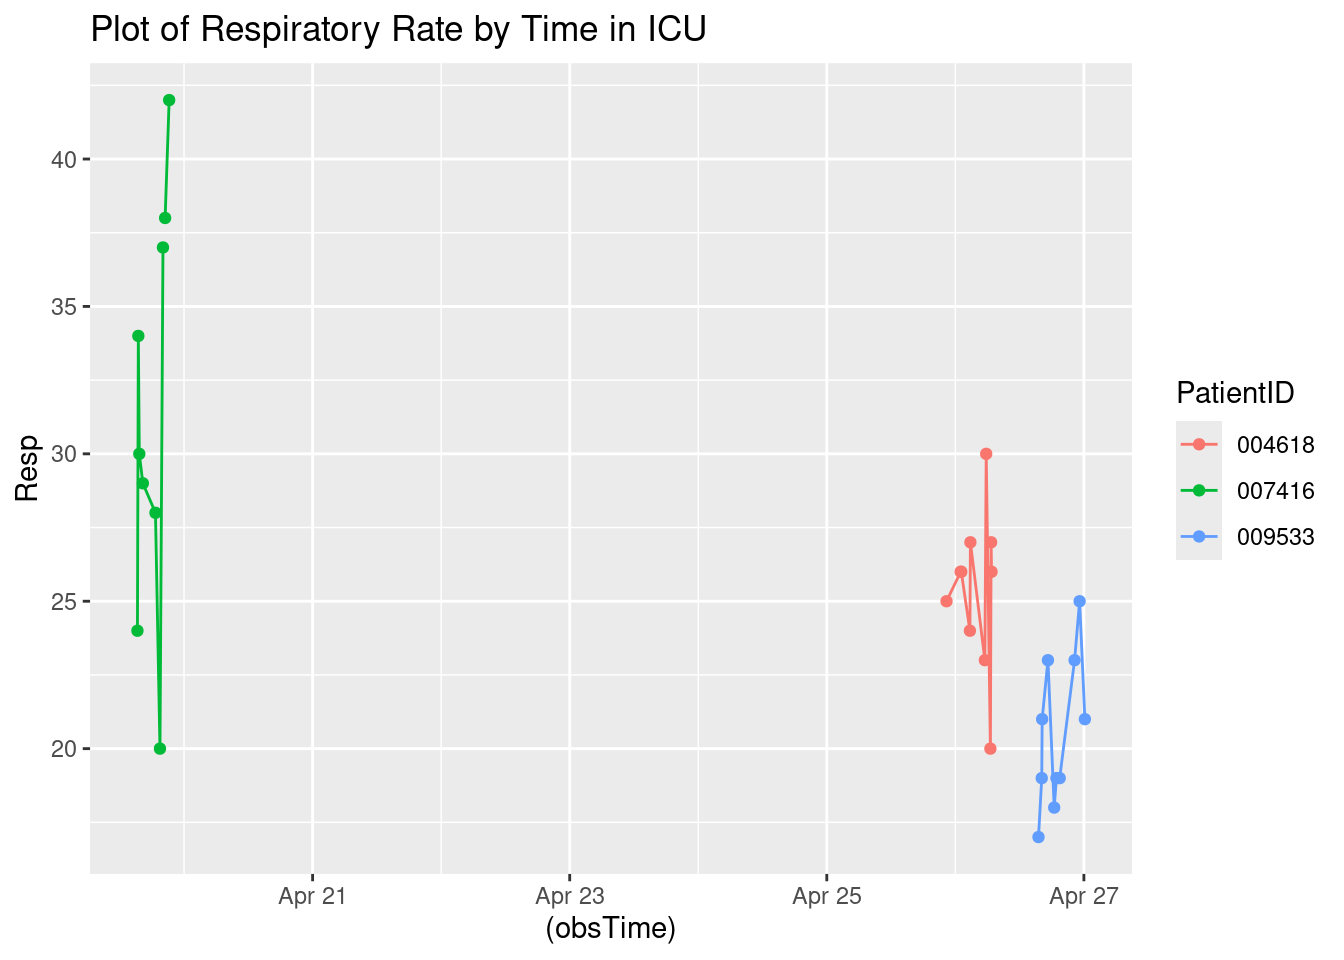 Plot of Respiratory Rate by Time in ICU
40
35
30
25
20
Resp
Apr 21
Apr 23
Apr 25
Apr 27
(obsTime)
PatientID
004618
007416
009533